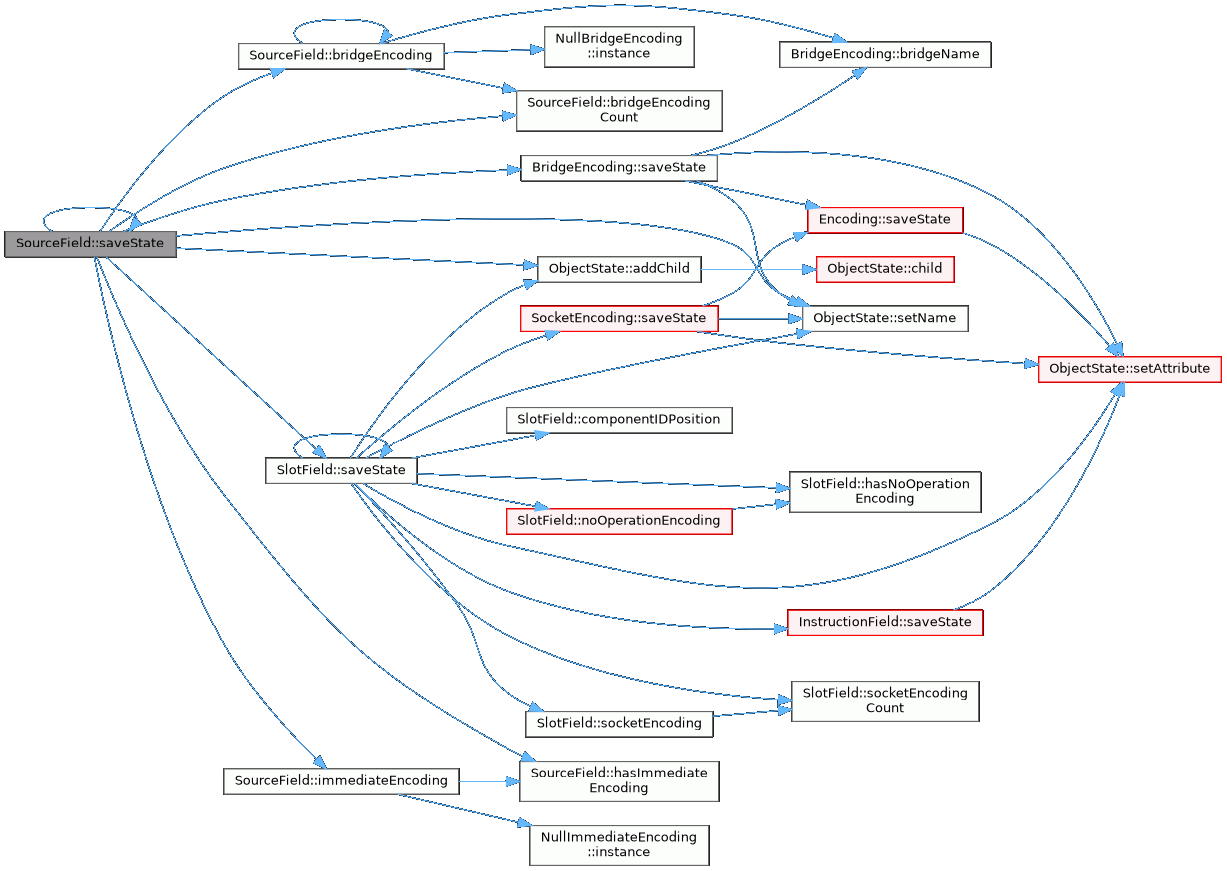 SourceField::bridgeEncoding
NullBridgeEncoding
::instance
BridgeEncoding::bridgeName
SourceField::bridgeEncoding
Count
BridgeEncoding::saveState
Encoding::saveState
SourceField::saveState
ObjectState::addChild
ObjectState::child
SocketEncoding::saveState
ObjectState::setName
ObjectState::setAttribute
SlotField::componentIDPosition
SlotField::saveState
SlotField::hasNoOperation
Encoding
SlotField::noOperationEncoding
InstructionField::saveState
SlotField::socketEncoding
Count
SlotField::socketEncoding
SourceField::immediateEncoding
SourceField::hasImmediate
Encoding
NullImmediateEncoding
::instance